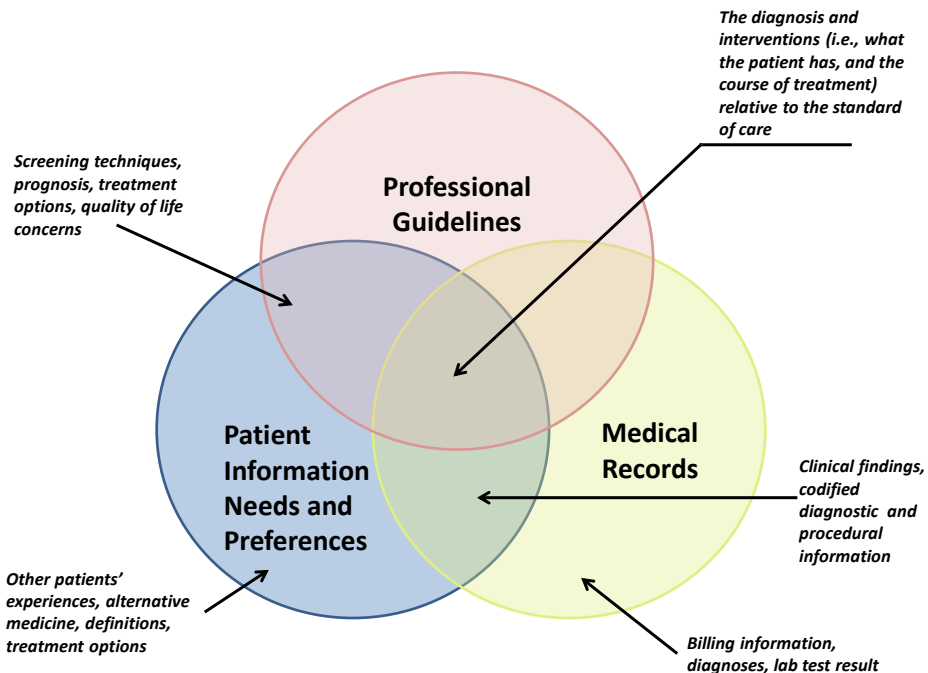 The diagnosis and
interventions (i.e., what
the patient has, and the
course of treatment)
relative to the standard
of care
Screening techniques,
prognosis, treatment
options, quality of life
concerns
Professional
Guidelines
Patient
Information
Needs and
Preferences
Medical
Records
Clinical findings,
codified
diagnostic and
procedural
information
Other patients’
experiences, alternative
medicine, definitions,
treatment options
Billing information,
diagnoses, lab test result